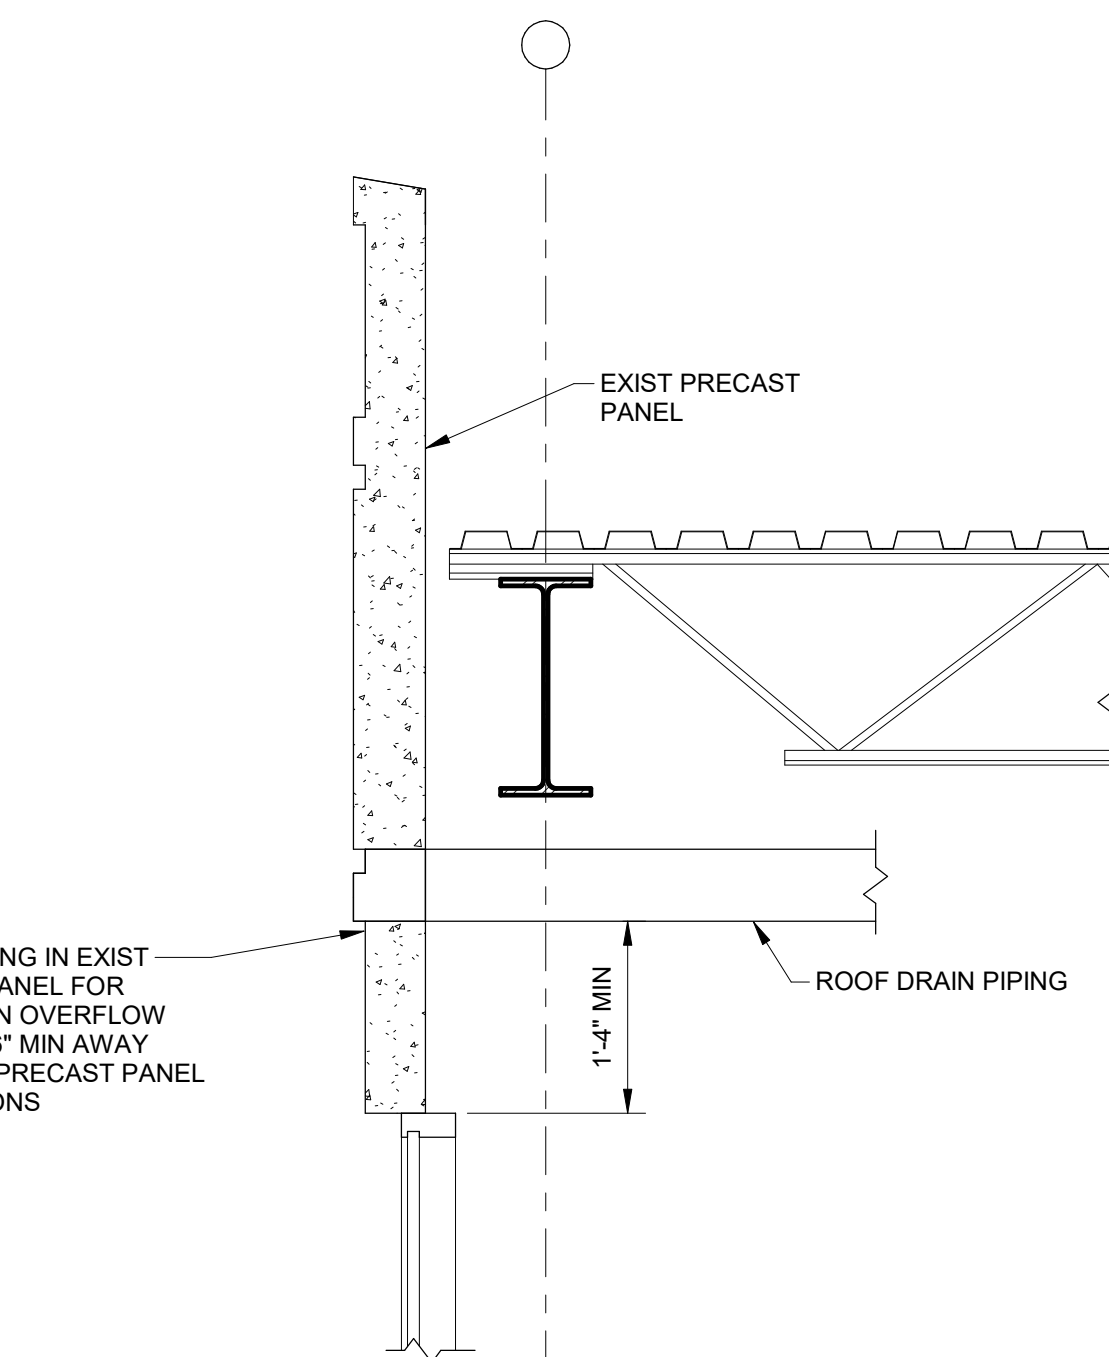 EXIST PRECAST
PANEL
NG IN EXIST
ANEL FOR
N OVERFLOW
6" MIN AWAY
PRECAST PANEL
ONS
1'-4" MIN
ROOF DRAIN PIPING